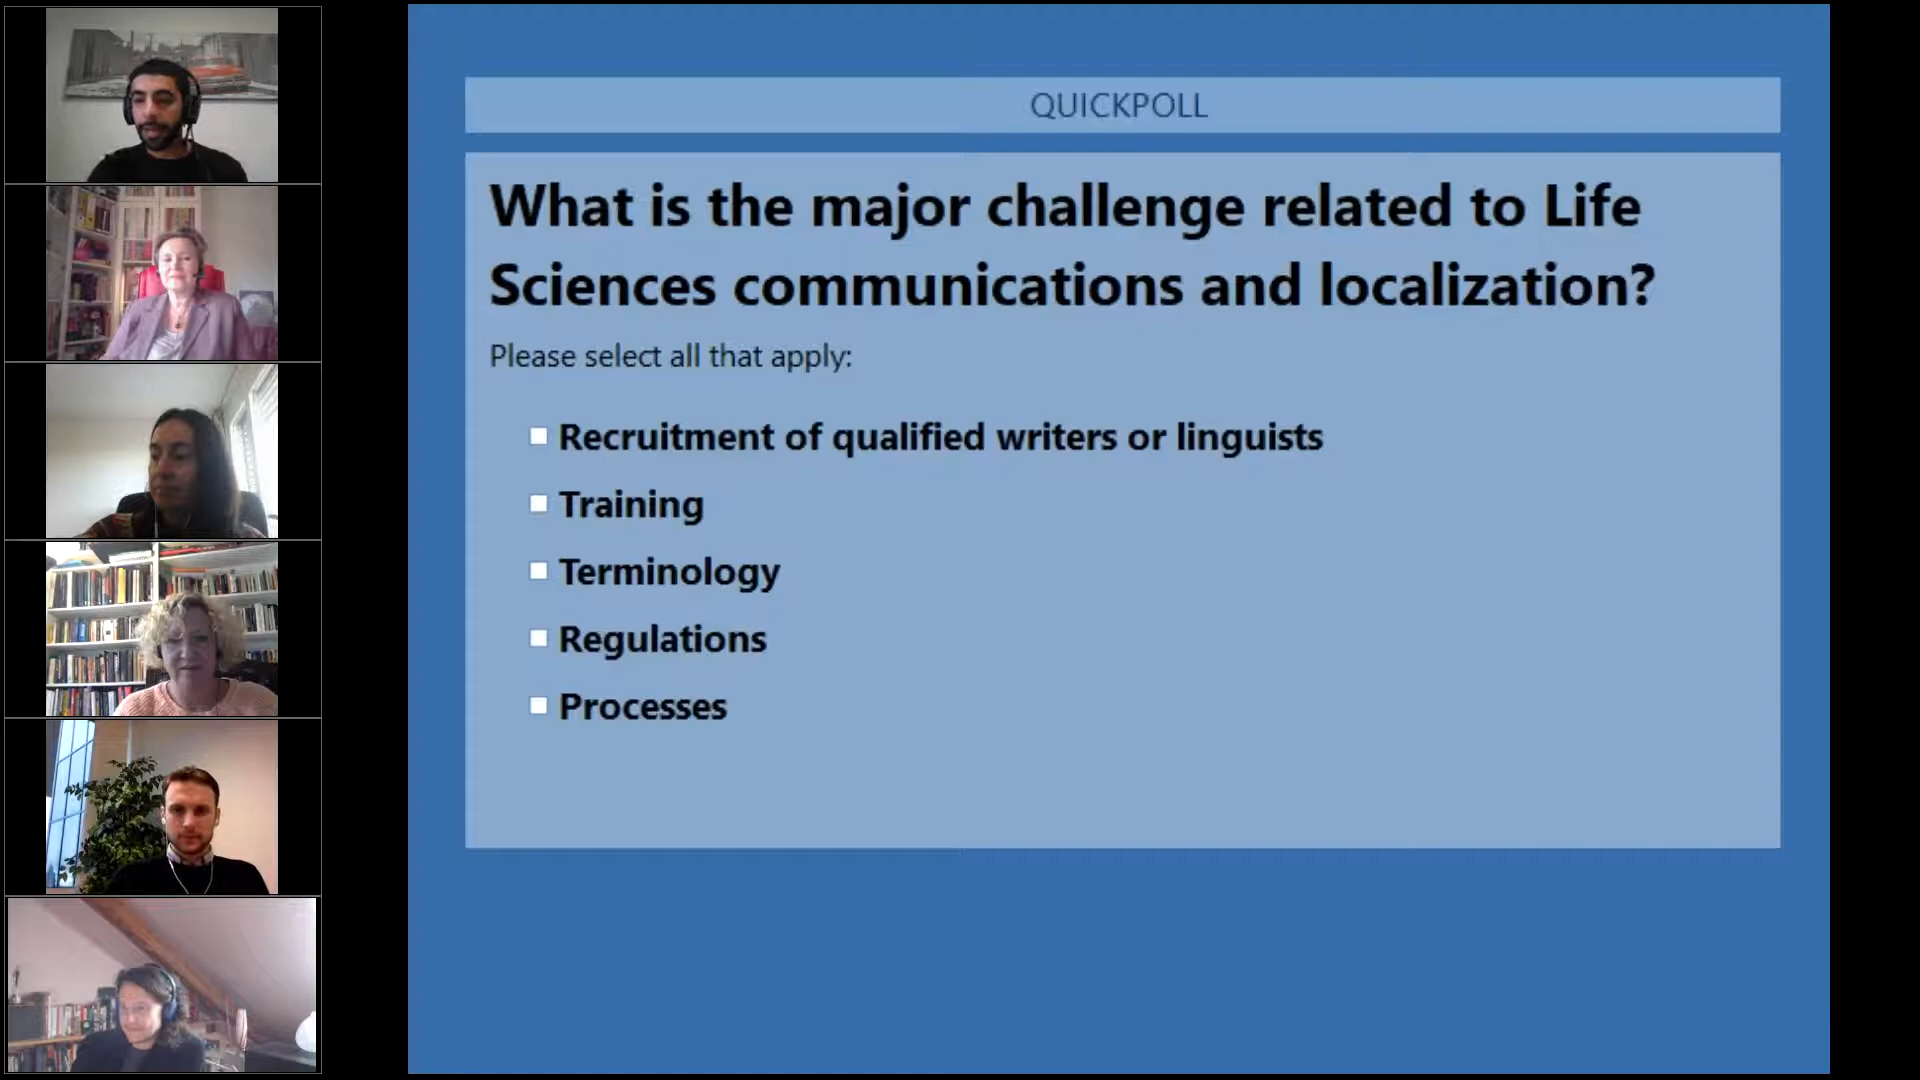 QUICKPOLL
What is the major challenge related to Life
Sciences communications and localization?
Please select all that apply:
Recruitment of qualified writers or linguists
Training
Terminology
Regulations
Processes